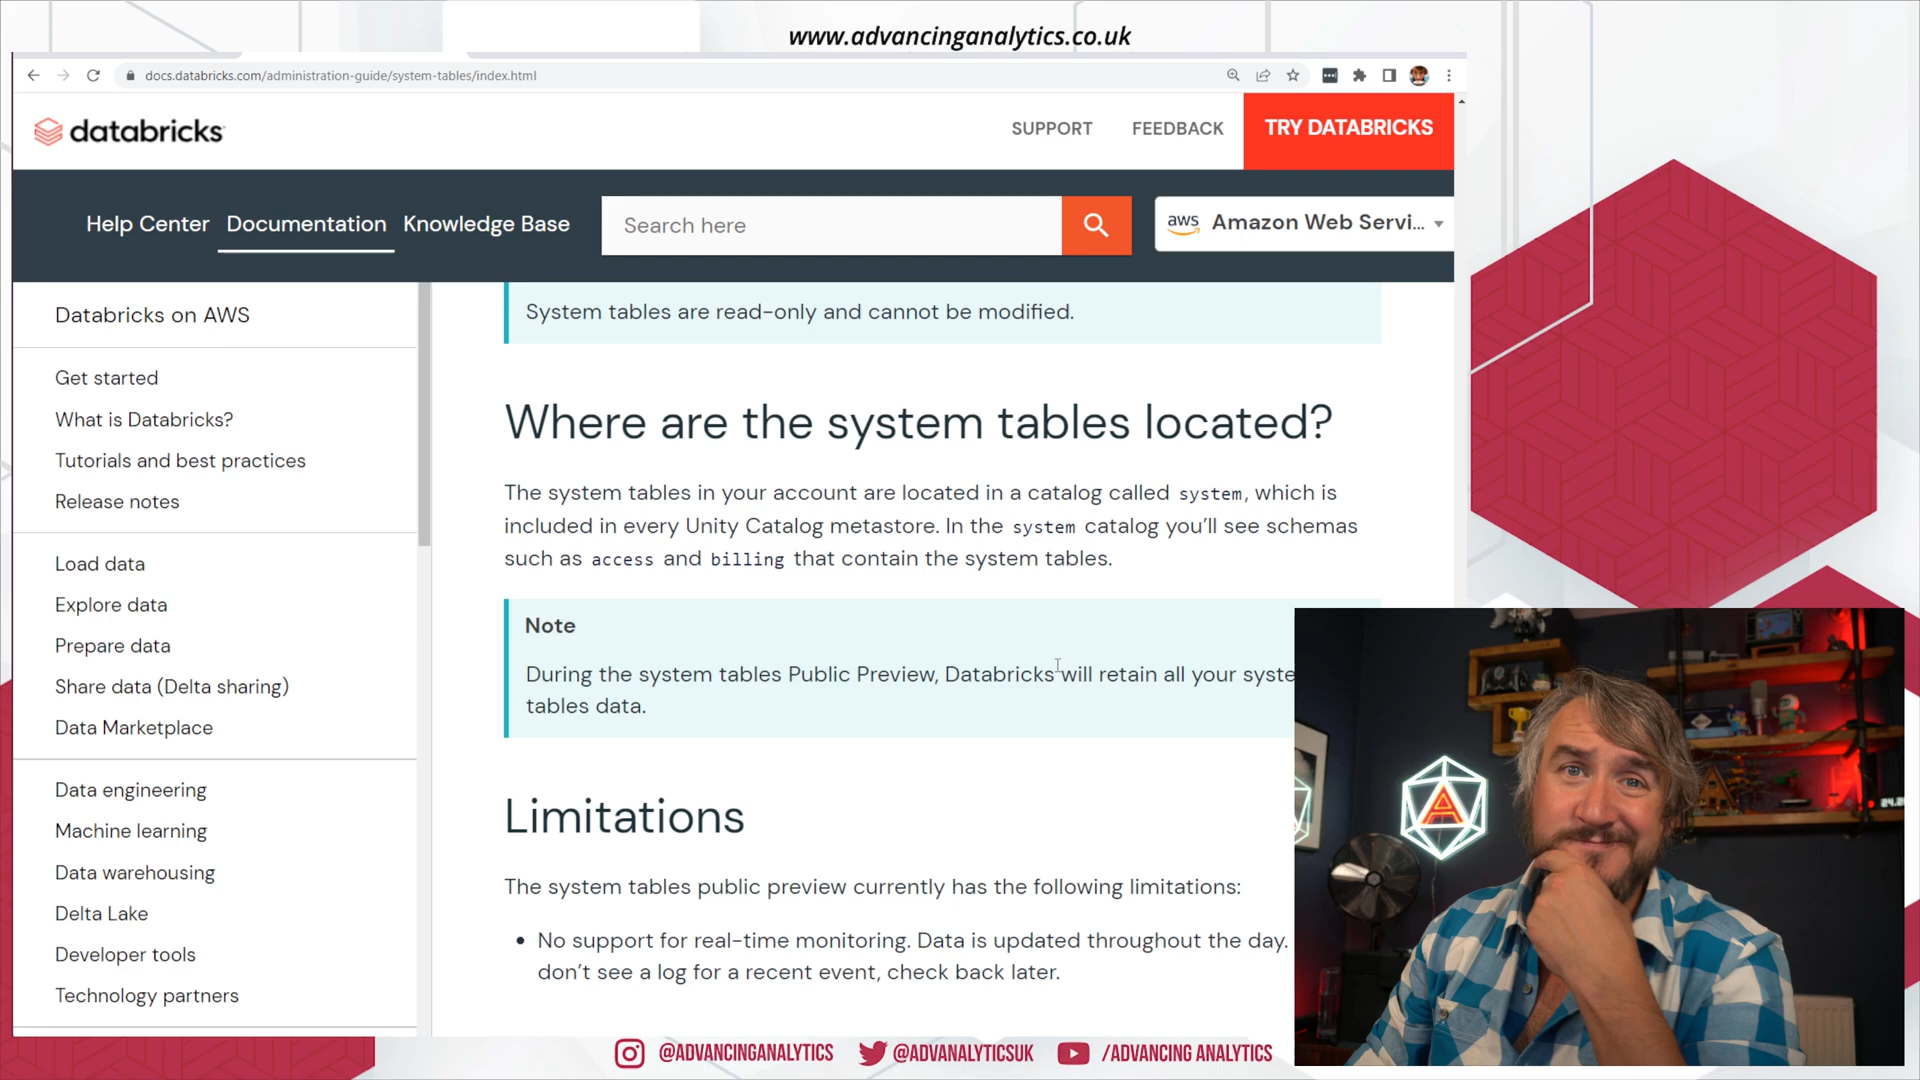 www.advancinganalytics.co.uk
docs.databricks.com/administration-guide/system-tables/index.html
databricks
SUPPORT
FEEDBACK
TRY DATABRICKS
Help Center
Documentation
Knowledge Base
Search here
aws Amazon Web Servi...
Databricks on AWS
Get started
What is Databricks?
Tutorials and best practices
Release notes
Load data
Explore data
Prepare data
Share data (Delta sharing)
Data Marketplace
Data engineering
Machine learning
Data warehousing
Delta Lake
Developer tools
Technology partners
System tables are read-only and cannot be modified.
Where are the system tables located?
The system tables in your account are located in a catalog called system, which is
included in every Unity Catalog metastore. In the system catalog you’ll see schemas
such as access and billing that contain the system tables.
Note
During the system tables Public Preview, Databricks will retain all your syste
tables data.
Limitations
The system tables public preview currently has the following limitations:
• No support for real-time monitoring. Data is updated throughout the day.
don’t see a log for a recent event, check back later.
A
@ADVANCINGANALYTICS
@ADVANALYTICSUK
/ADVANCING ANALYTICS